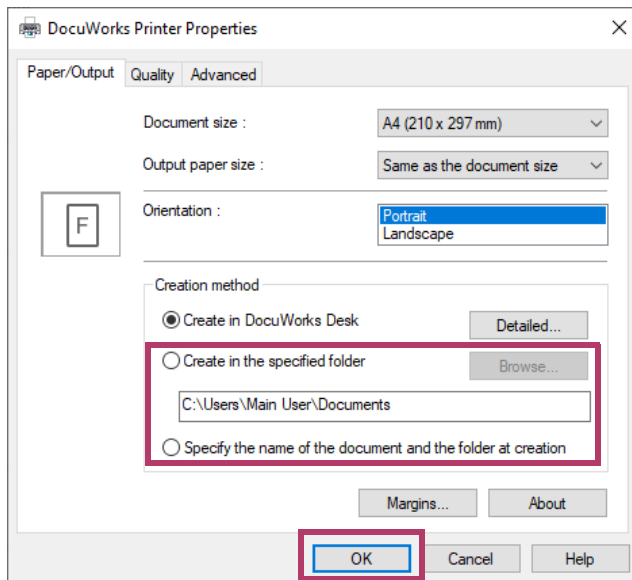 DocuWorks Printer Properties
Paper/Output Quality Advanced
Document size : A4 (210 x 297 mm)
Output paper size : Same as the document size
Orientation : Portrait
Landscape
F
Creation method
Create in DocuWorks Desk Detailed...
Create in the specified folder Browse...
C:\Users\Main User\Documents
Specify the name of the document and the folder at creation
Margins... About
OK Cancel Help